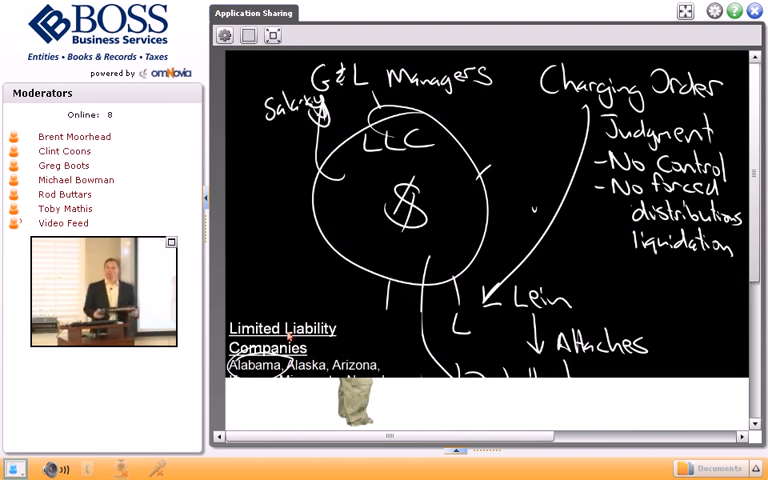 BOSS
Business Services
Entities • Books & Records • Taxes
powered by omNovia
Moderators
Online: 8
Brent Moorhead
Clint Coons
Greg Boots
Michael Bowman
Rod Buttars
Toby Mathis
Video Feed
Application Sharing
G & L Managers
Salary
LLC
$
Charging Order
Judgment
- No Control
- No forced
distributions
liquidation
Lein
L
Attaches
Limited Liability
Companies
Alabama, Alaska, Arizona,
Documents